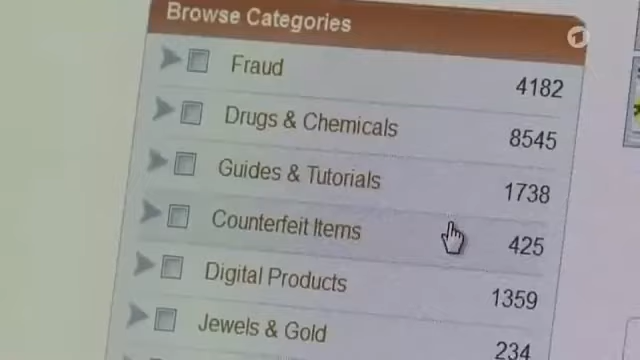 Browse Categories
Fraud 4182
Drugs & Chemicals 8545
Guides & Tutorials 1738
Counterfeit Items 425
Digital Products 1359
Jewels & Gold 234